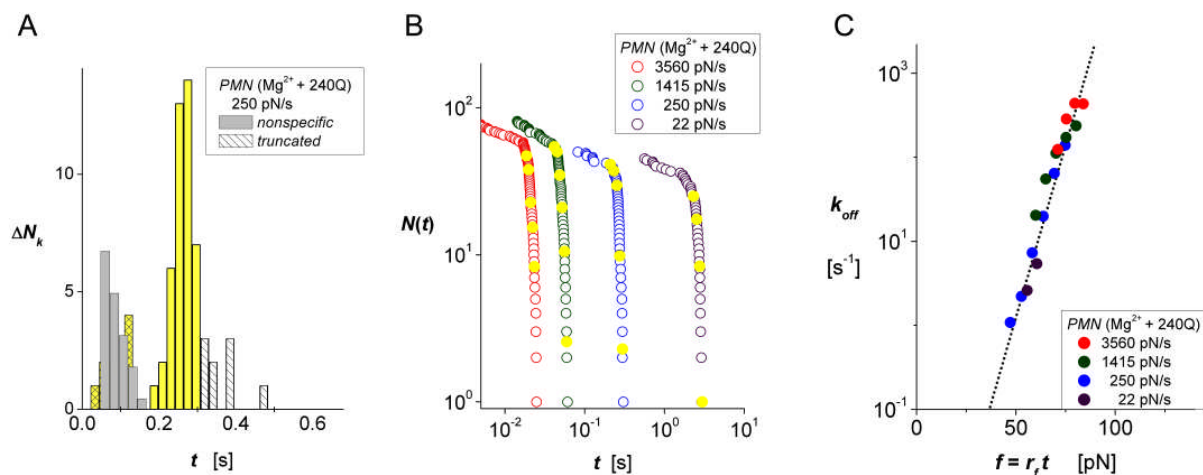 A
PMN (Mg2+ + 240Q)
250 pN/s
nonspecific
truncated
ΔNk
10
5
0
0.0 0.2 0.4 0.6
t [s]
B
PMN (Mg2+ + 240Q)
3560 pN/s
1415 pN/s
250 pN/s
22 pN/s
N(t)
10²
10¹
10⁰
10⁻² 10⁻¹ 10⁰ 10¹
t [s]
C
koff
[s⁻¹]
10³
10¹
10⁻¹
PMN (Mg2+ + 240Q)
3560 pN/s
1415 pN/s
250 pN/s
22 pN/s
0 50 100
f = rf t [pN]